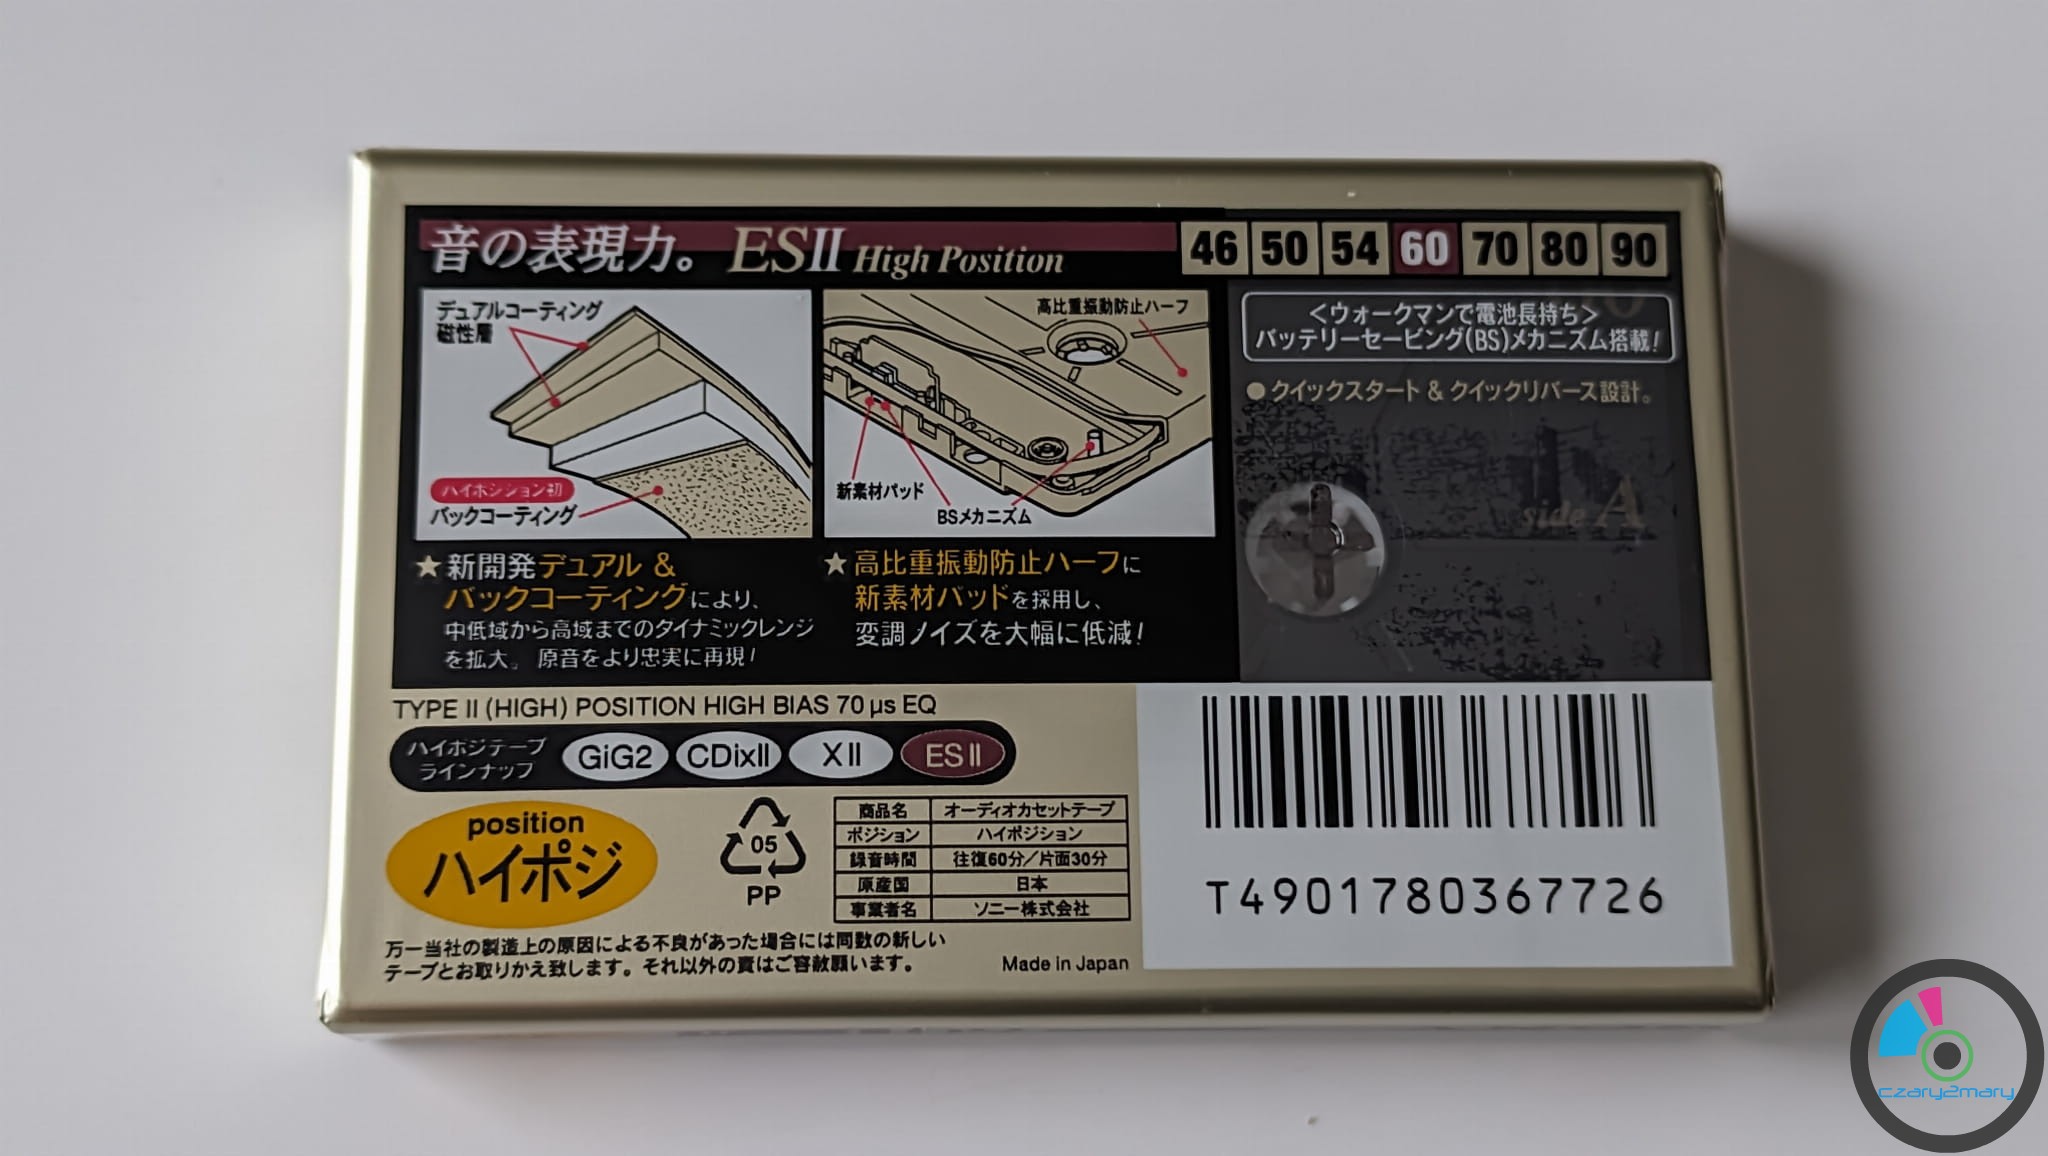 音の表現力。 ESII High Position
46 50 54 60 70 80 90
デュアルコーティング
磁性層
ハイポジション初
バックコーティング
高比重振動防止ハーフ
新素材パッド
BSメカニズム
<ウォークマンで電池長持ち>
バッテリーセービング(BS)メカニズム搭載!
●クイックスタート & クイックリバース設計。
side A
★新開発デュアル &
バックコーティングにより、
中低域から高域までのダイナミックレンジ
を拡大。原音をより忠実に再現!
★高比重振動防止ハーフに
新素材パッドを採用し、
変調ノイズを大幅に低減!
TYPE II (HIGH) POSITION HIGH BIAS 70 μs EQ
ハイポジテープ
ラインナップ
GiG2 CDixII XII ESII
position
ハイポジ
05
PP
商品名 オーディオカセットテープ
ポジション ハイポジション
録音時間 往復60分/片面30分
原産国 日本
事業者名 ソニー株式会社
万一当社の製造上の原因による不良があった場合には同数の新しい
テープとお取りかえ致します。それ以外の責はご容赦願います。
Made in Japan
T4901780367726
czary2mary